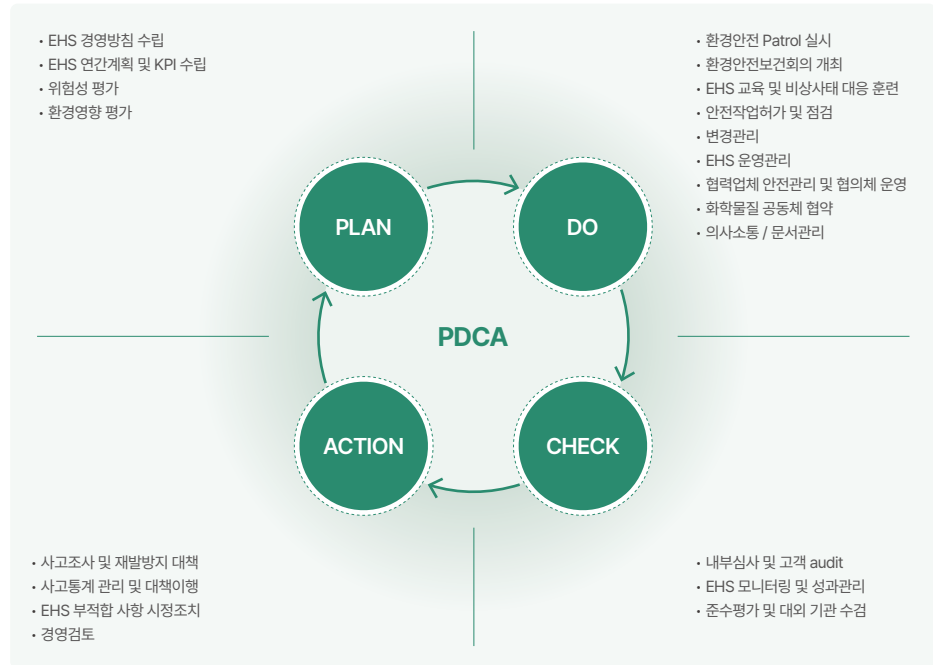 • EHS 경영방침 수립
• EHS 연간계획 및 KPI 수립
• 위험성 평가
• 환경영향 평가
• 환경안전 Patrol 실시
• 환경안전보건회의 개최
• EHS 교육 및 비상사태 대응 훈련
• 안전작업허가 및 점검
• 변경관리
• EHS 운영관리
• 협력업체 안전관리 및 협의체 운영
• 화학물질 공동체 협약
• 의사소통 / 문서관리
PLAN
DO
PDCA
ACTION
CHECK
• 사고조사 및 재발방지 대책
• 사고통계 관리 및 대책이행
• EHS 부적합 사항 시정조치
• 경영검토
• 내부심사 및 고객 audit
• EHS 모니터링 및 성과관리
• 준수평가 및 대외 기관 수검